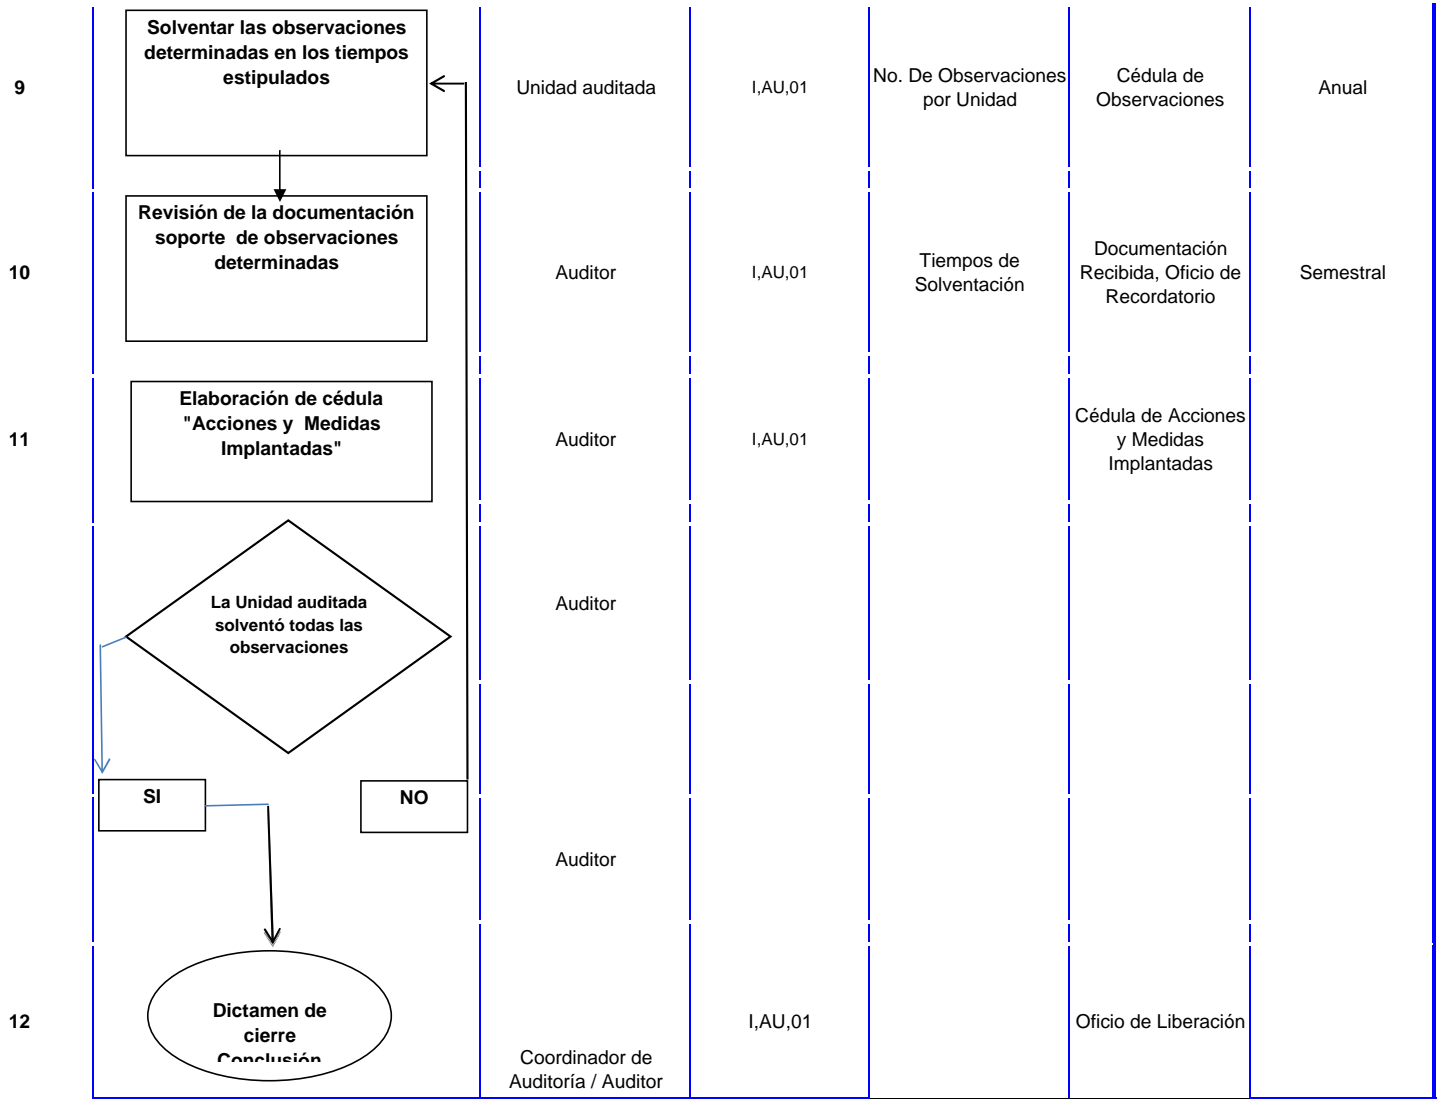 Solventar las observaciones
determinadas en los tiempos
estipulados
9
Unidad auditada
I,AU,01
No. De Observaciones
por Unidad
Cédula de
Observaciones
Anual
Revisión de la documentación
soporte  de observaciones
determinadas
10
Auditor
I,AU,01
Tiempos de
Solventación
Documentación
Recibida, Oficio de
Recordatorio
Semestral
Elaboración de cédula
"Acciones y  Medidas
Implantadas"
11
Auditor
I,AU,01
Cédula de Acciones
y Medidas
Implantadas
La Unidad auditada
solventó todas las
observaciones
Auditor
SI
NO
Auditor
12
Dictamen de
cierre
Conclusión
Coordinador de
Auditoría / Auditor
I,AU,01
Oficio de Liberación